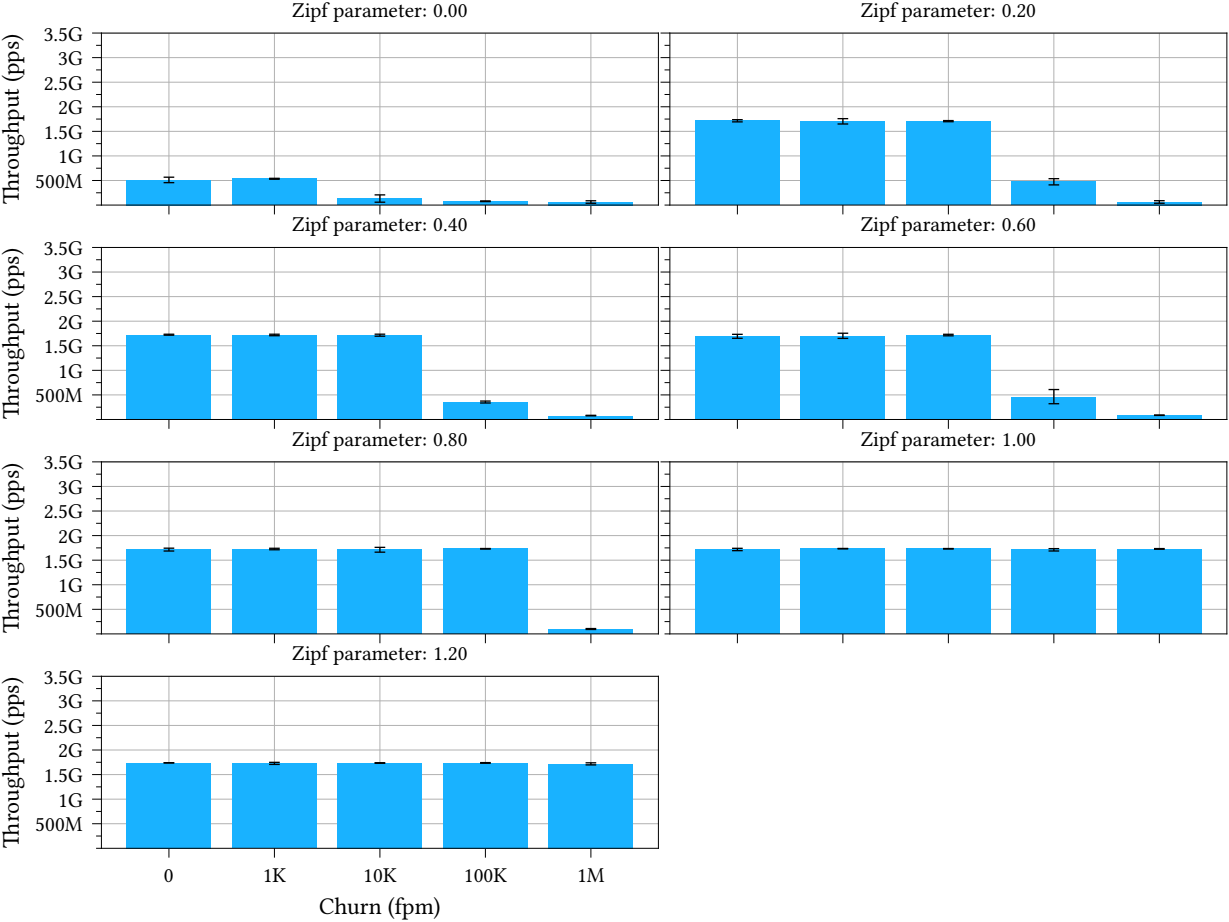 Zipf parameter: 0.00
Zipf parameter: 0.20
Throughput (pps)
3.5G
3G
2.5G
2G
1.5G
1G
500M
Zipf parameter: 0.40
Zipf parameter: 0.60
Throughput (pps)
3.5G
3G
2.5G
2G
1.5G
1G
500M
Zipf parameter: 0.80
Zipf parameter: 1.00
Throughput (pps)
3.5G
3G
2.5G
2G
1.5G
1G
500M
Zipf parameter: 1.20
Throughput (pps)
3.5G
3G
2.5G
2G
1.5G
1G
500M
0 1K 10K 100K 1M
Churn (fpm)